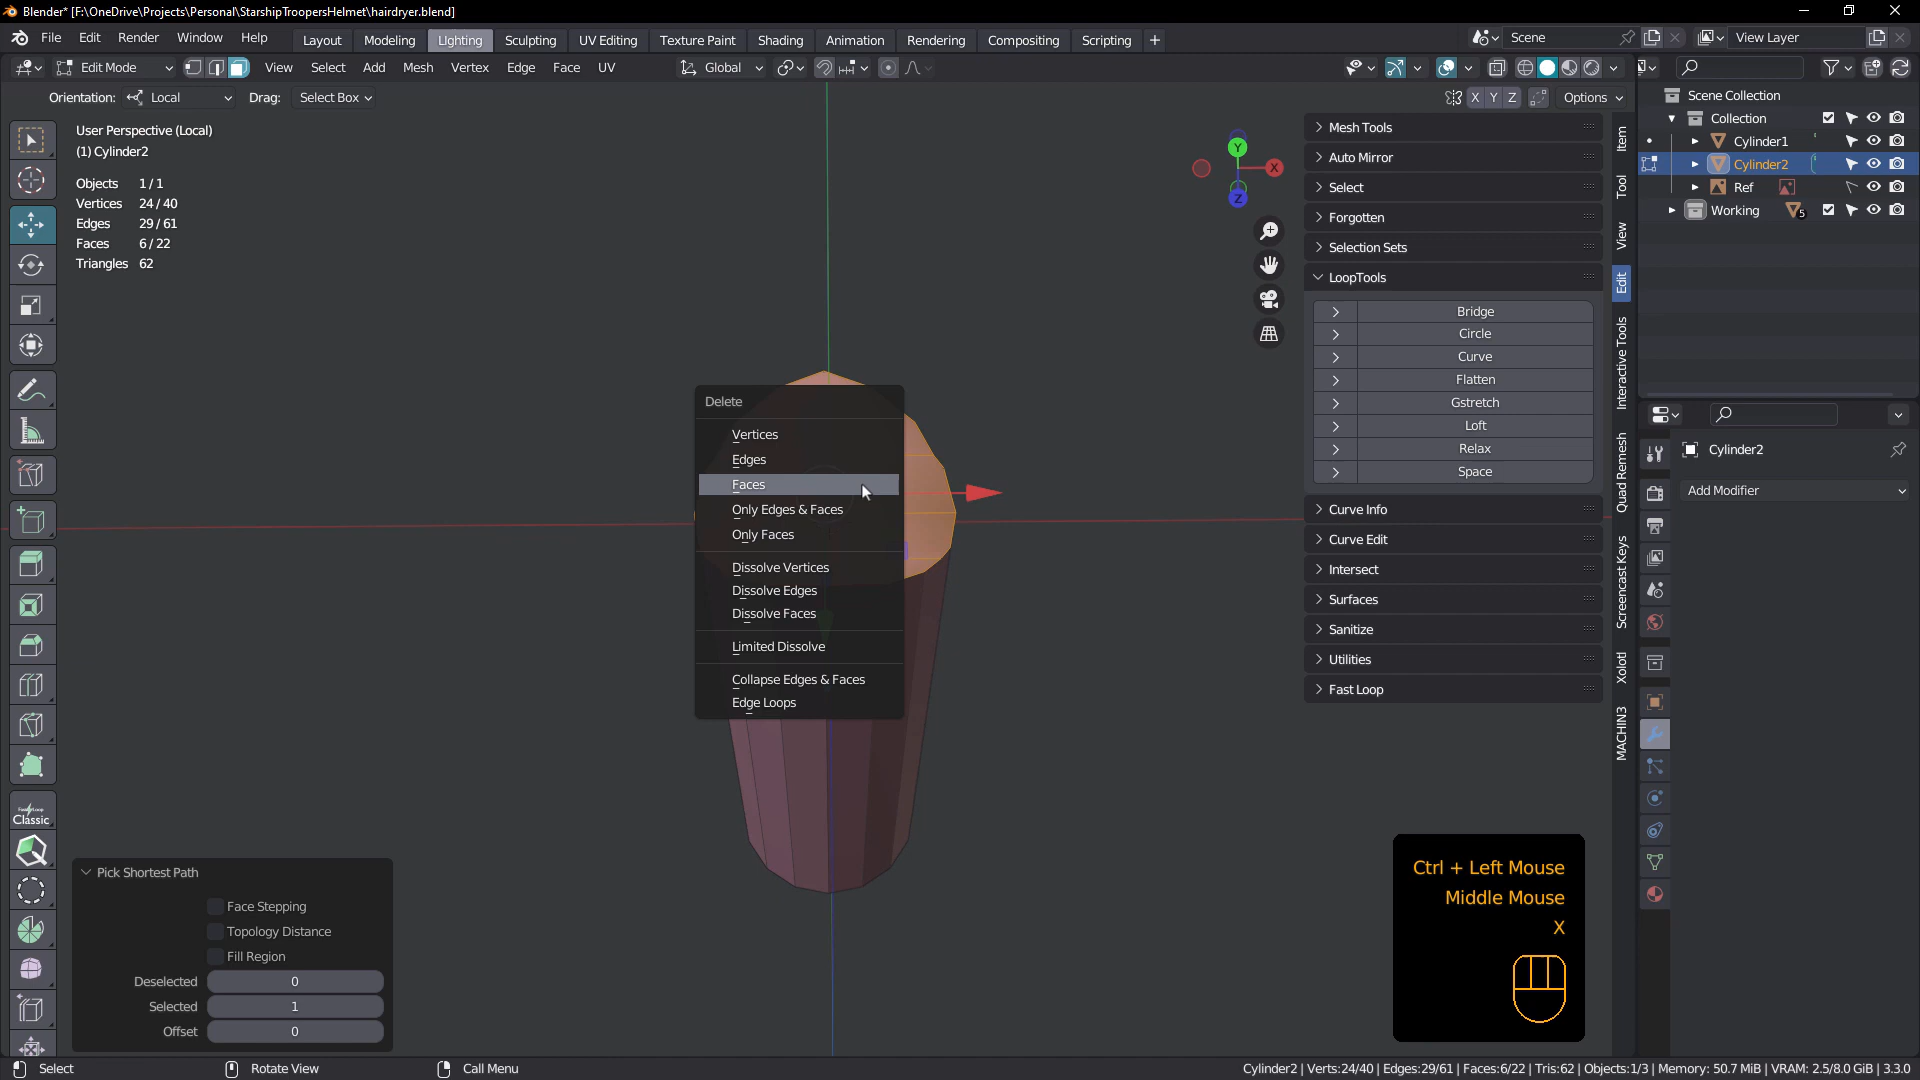 Blender* [F:\OneDrive\Projects\Personal\StarshipTroopersHelmet\hairdryer.blend]
File Edit Render Window Help Layout Modeling Lighting Sculpting UV Editing Texture Paint Shading Animation Rendering Compositing Scripting + Scene View Layer
Edit Mode View Select Add Mesh Vertex Edge Face UV Global
Orientation: Local Drag: Select Box X Y Z Options
User Perspective (Local)
(1) Cylinder2
Objects 1/1
Vertices 24/40
Edges 29/61
Faces 6/22
Triangles 62
Y
X
Z
Delete
Vertices
Edges
Faces
Only Edges & Faces
Only Faces
Dissolve Vertices
Dissolve Edges
Dissolve Faces
Limited Dissolve
Collapse Edges & Faces
Edge Loops
Mesh Tools
Auto Mirror
Select
Forgotten
Selection Sets
LoopTools
Bridge
Circle
Curve
Flatten
Gstretch
Loft
Relax
Space
Curve Info
Curve Edit
Intersect
Surfaces
Sanitize
Utilities
Fast Loop
Item
Tool
View
Edit
Interactive Tools
Quad Remesh
Screencast Keys
Xolotl
MACHIN3
Scene Collection
Collection
Cylinder1
Cylinder2
Ref
Working 5
Cylinder2
Add Modifier
Classic
Pick Shortest Path
Face Stepping
Topology Distance
Fill Region
Deselected 0
Selected 1
Offset 0
Ctrl + Left Mouse
Middle Mouse
X
Select Rotate View Call Menu Cylinder2 | Verts:24/40 | Edges:29/61 | Faces:6/22 | Tris:62 | Objects:1/3 | Memory: 50.7 MiB | VRAM: 2.5/8.0 GiB | 3.3.0